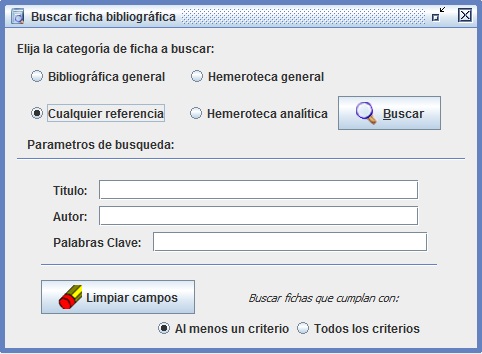 Buscar ficha bibliográfica
Elija la categoría de ficha a buscar:
Bibliográfica general
Hemeroteca general
Cualquier referencia
Hemeroteca analítica
Buscar
Parametros de busqueda:
Titulo:
Autor:
Palabras Clave:
Limpiar campos
Buscar fichas que cumplan con:
Al menos un criterio
Todos los criterios